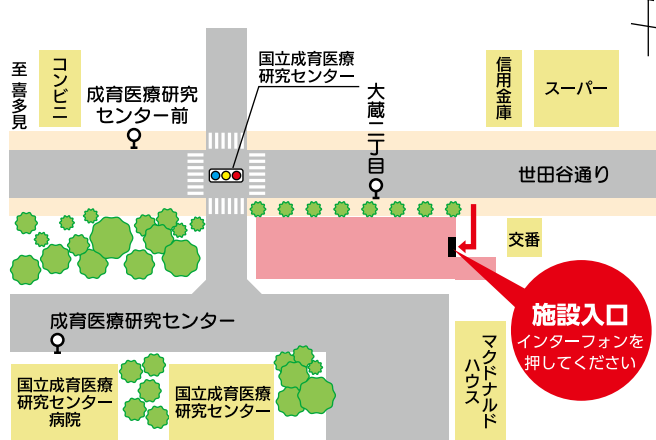 至 喜多見
コンビニ
成育医療研究
センター前
国立成育医療
研究センター
大蔵二丁目
信用金庫
スーパー
世田谷通り
交番
施設入口
インターフォンを
押してください
成育医療研究センター
国立成育医療
研究センター
病院
国立成育医療
研究センター
マクドナルド
ハウス